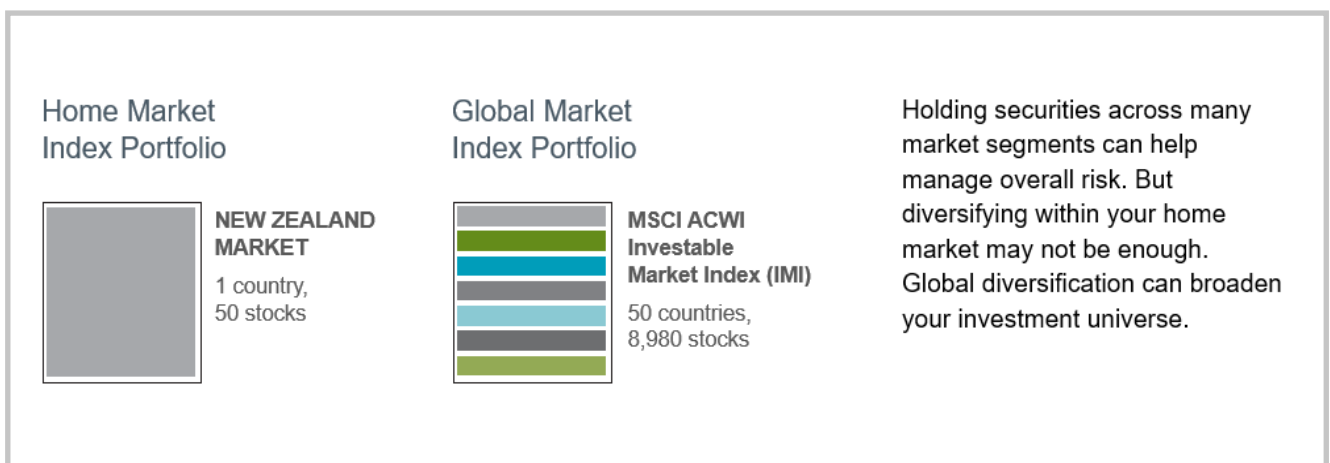 Home Market
Index Portfolio
NEW ZEALAND
MARKET
1 country,
50 stocks
Global Market
Index Portfolio
MSCI ACWI
Investable
Market Index (IMI)
50 countries,
8,980 stocks
Holding securities across many
market segments can help
manage overall risk. But
diversifying within your home
market may not be enough.
Global diversification can broaden
your investment universe.